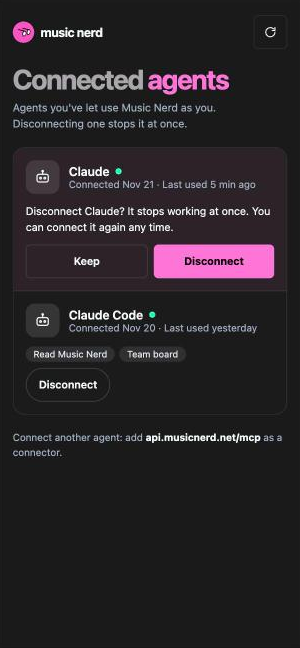 music nerd
Connected agents
Agents you've let use Music Nerd as you.
Disconnecting one stops it at once.
Claude
Connected Nov 21 · Last used 5 min ago
Disconnect Claude? It stops working at once. You
can connect it again any time.
Keep
Disconnect
Claude Code
Connected Nov 20 · Last used yesterday
Read Music Nerd
Team board
Disconnect
Connect another agent: add api.musicnerd.net/mcp as a
connector.